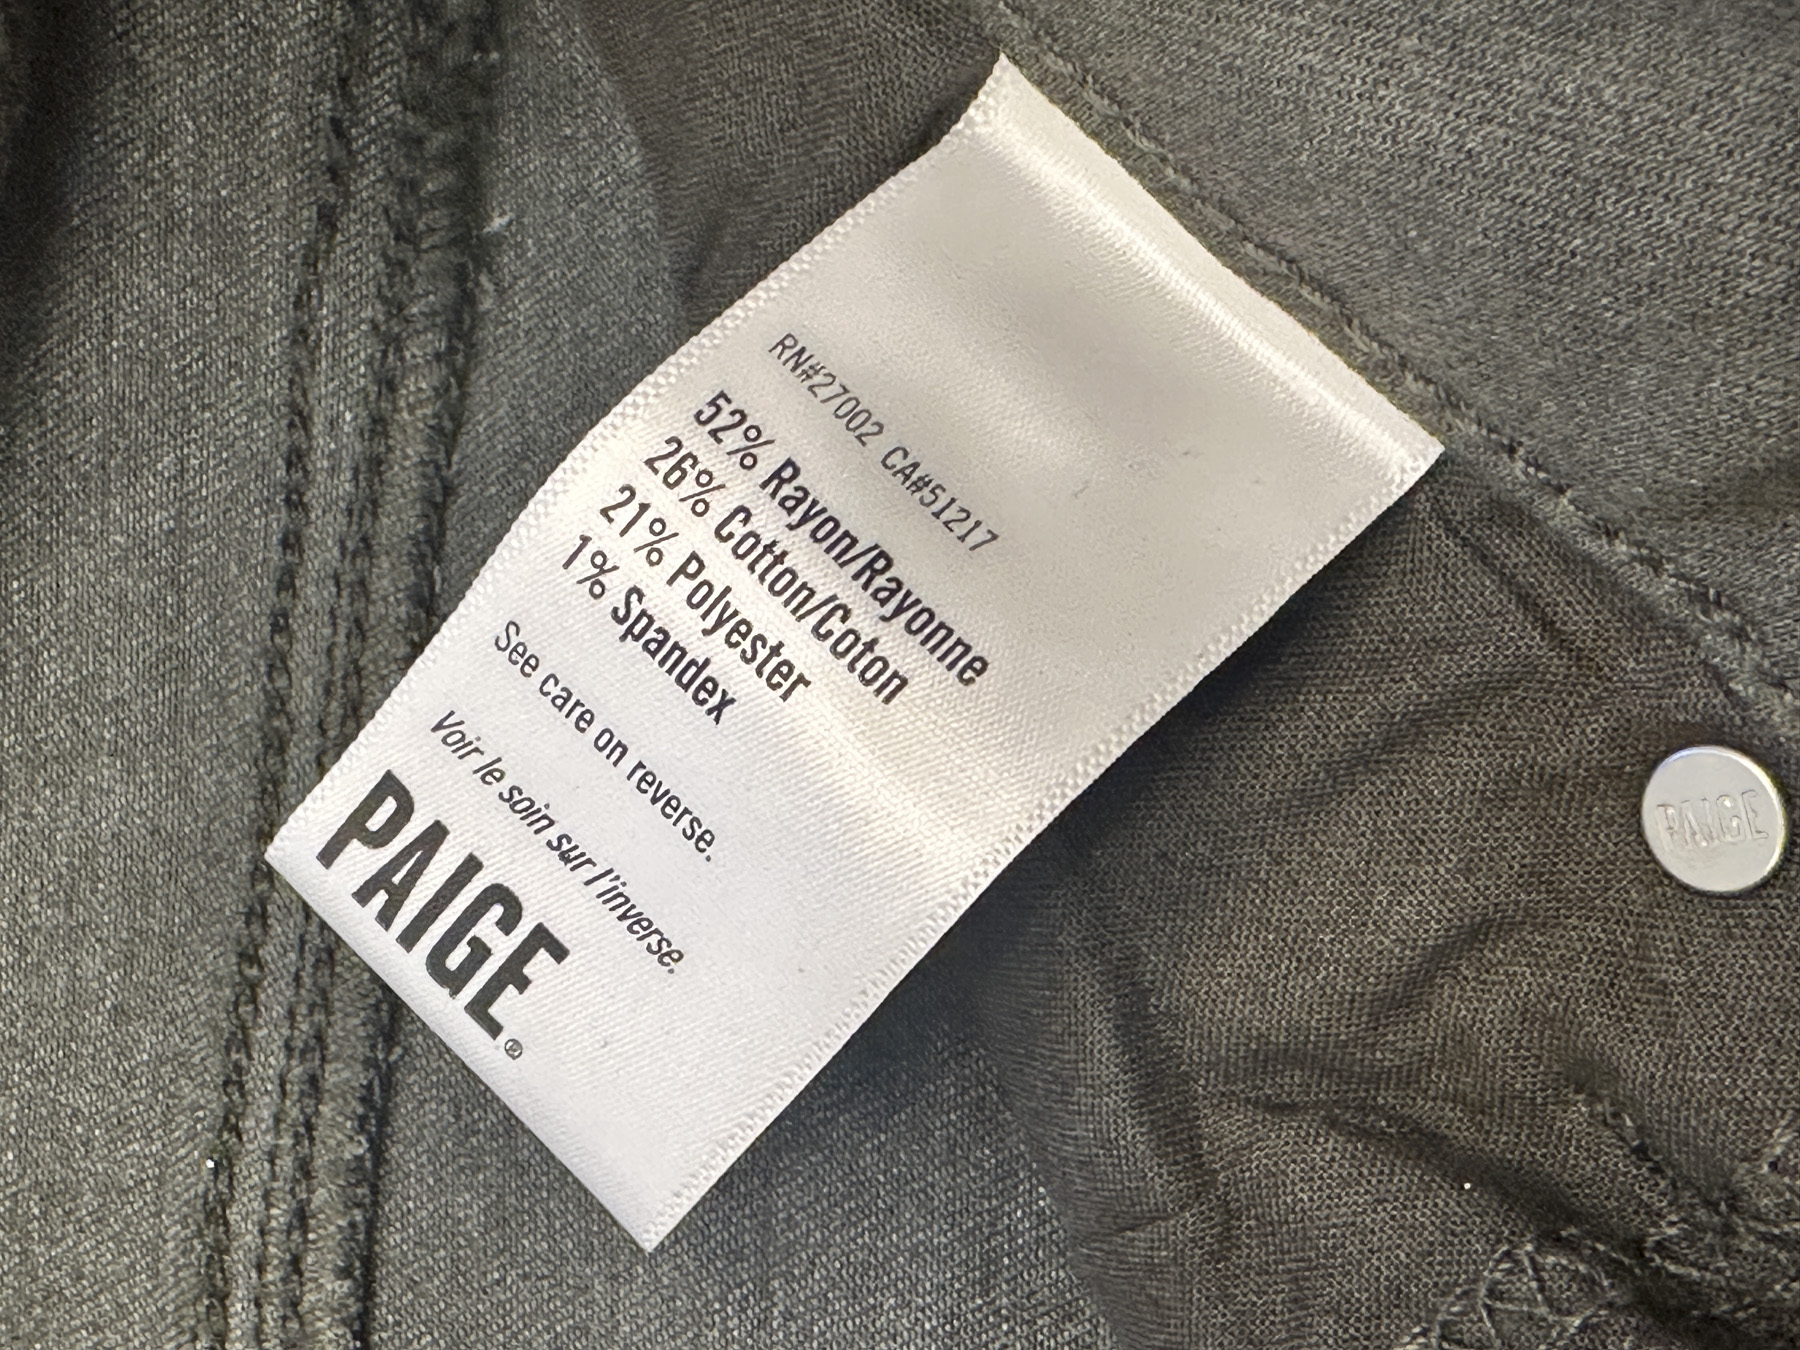 RN#27002 CA#51217
52% Rayon/Rayonne
26% Cotton/Coton
21% Polyester
1% Spandex
See care on reverse.
Voir le soin sur l'inverse.
PAIGE®
PAIGE